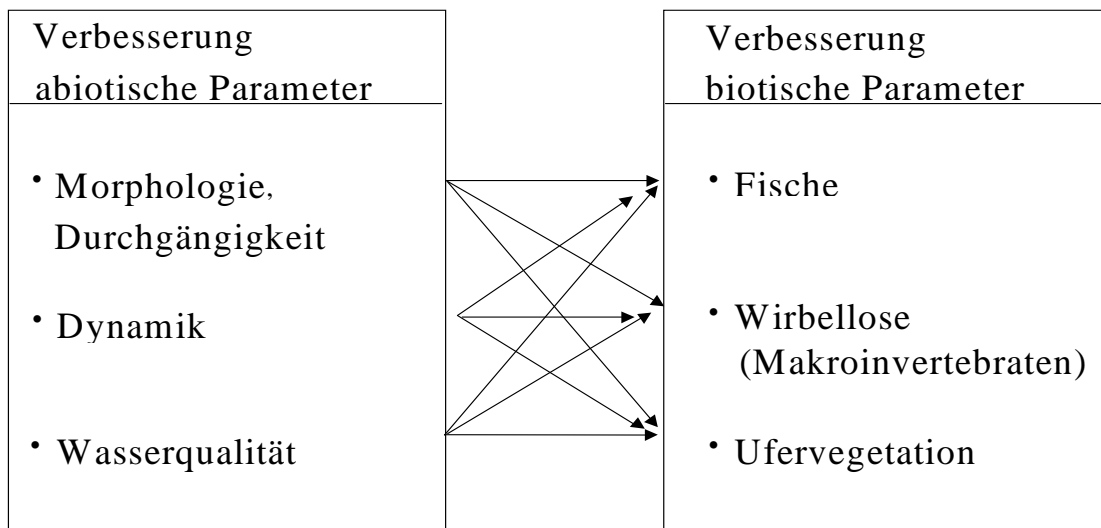 Verbesserung
abiotische Parameter
• Morphologie,
Durchgängigkeit
• Dynamik
• Wasserqualität
Verbesserung
biotische Parameter
• Fische
• Wirbellose
(Makroinvertebraten)
• Ufervegetation